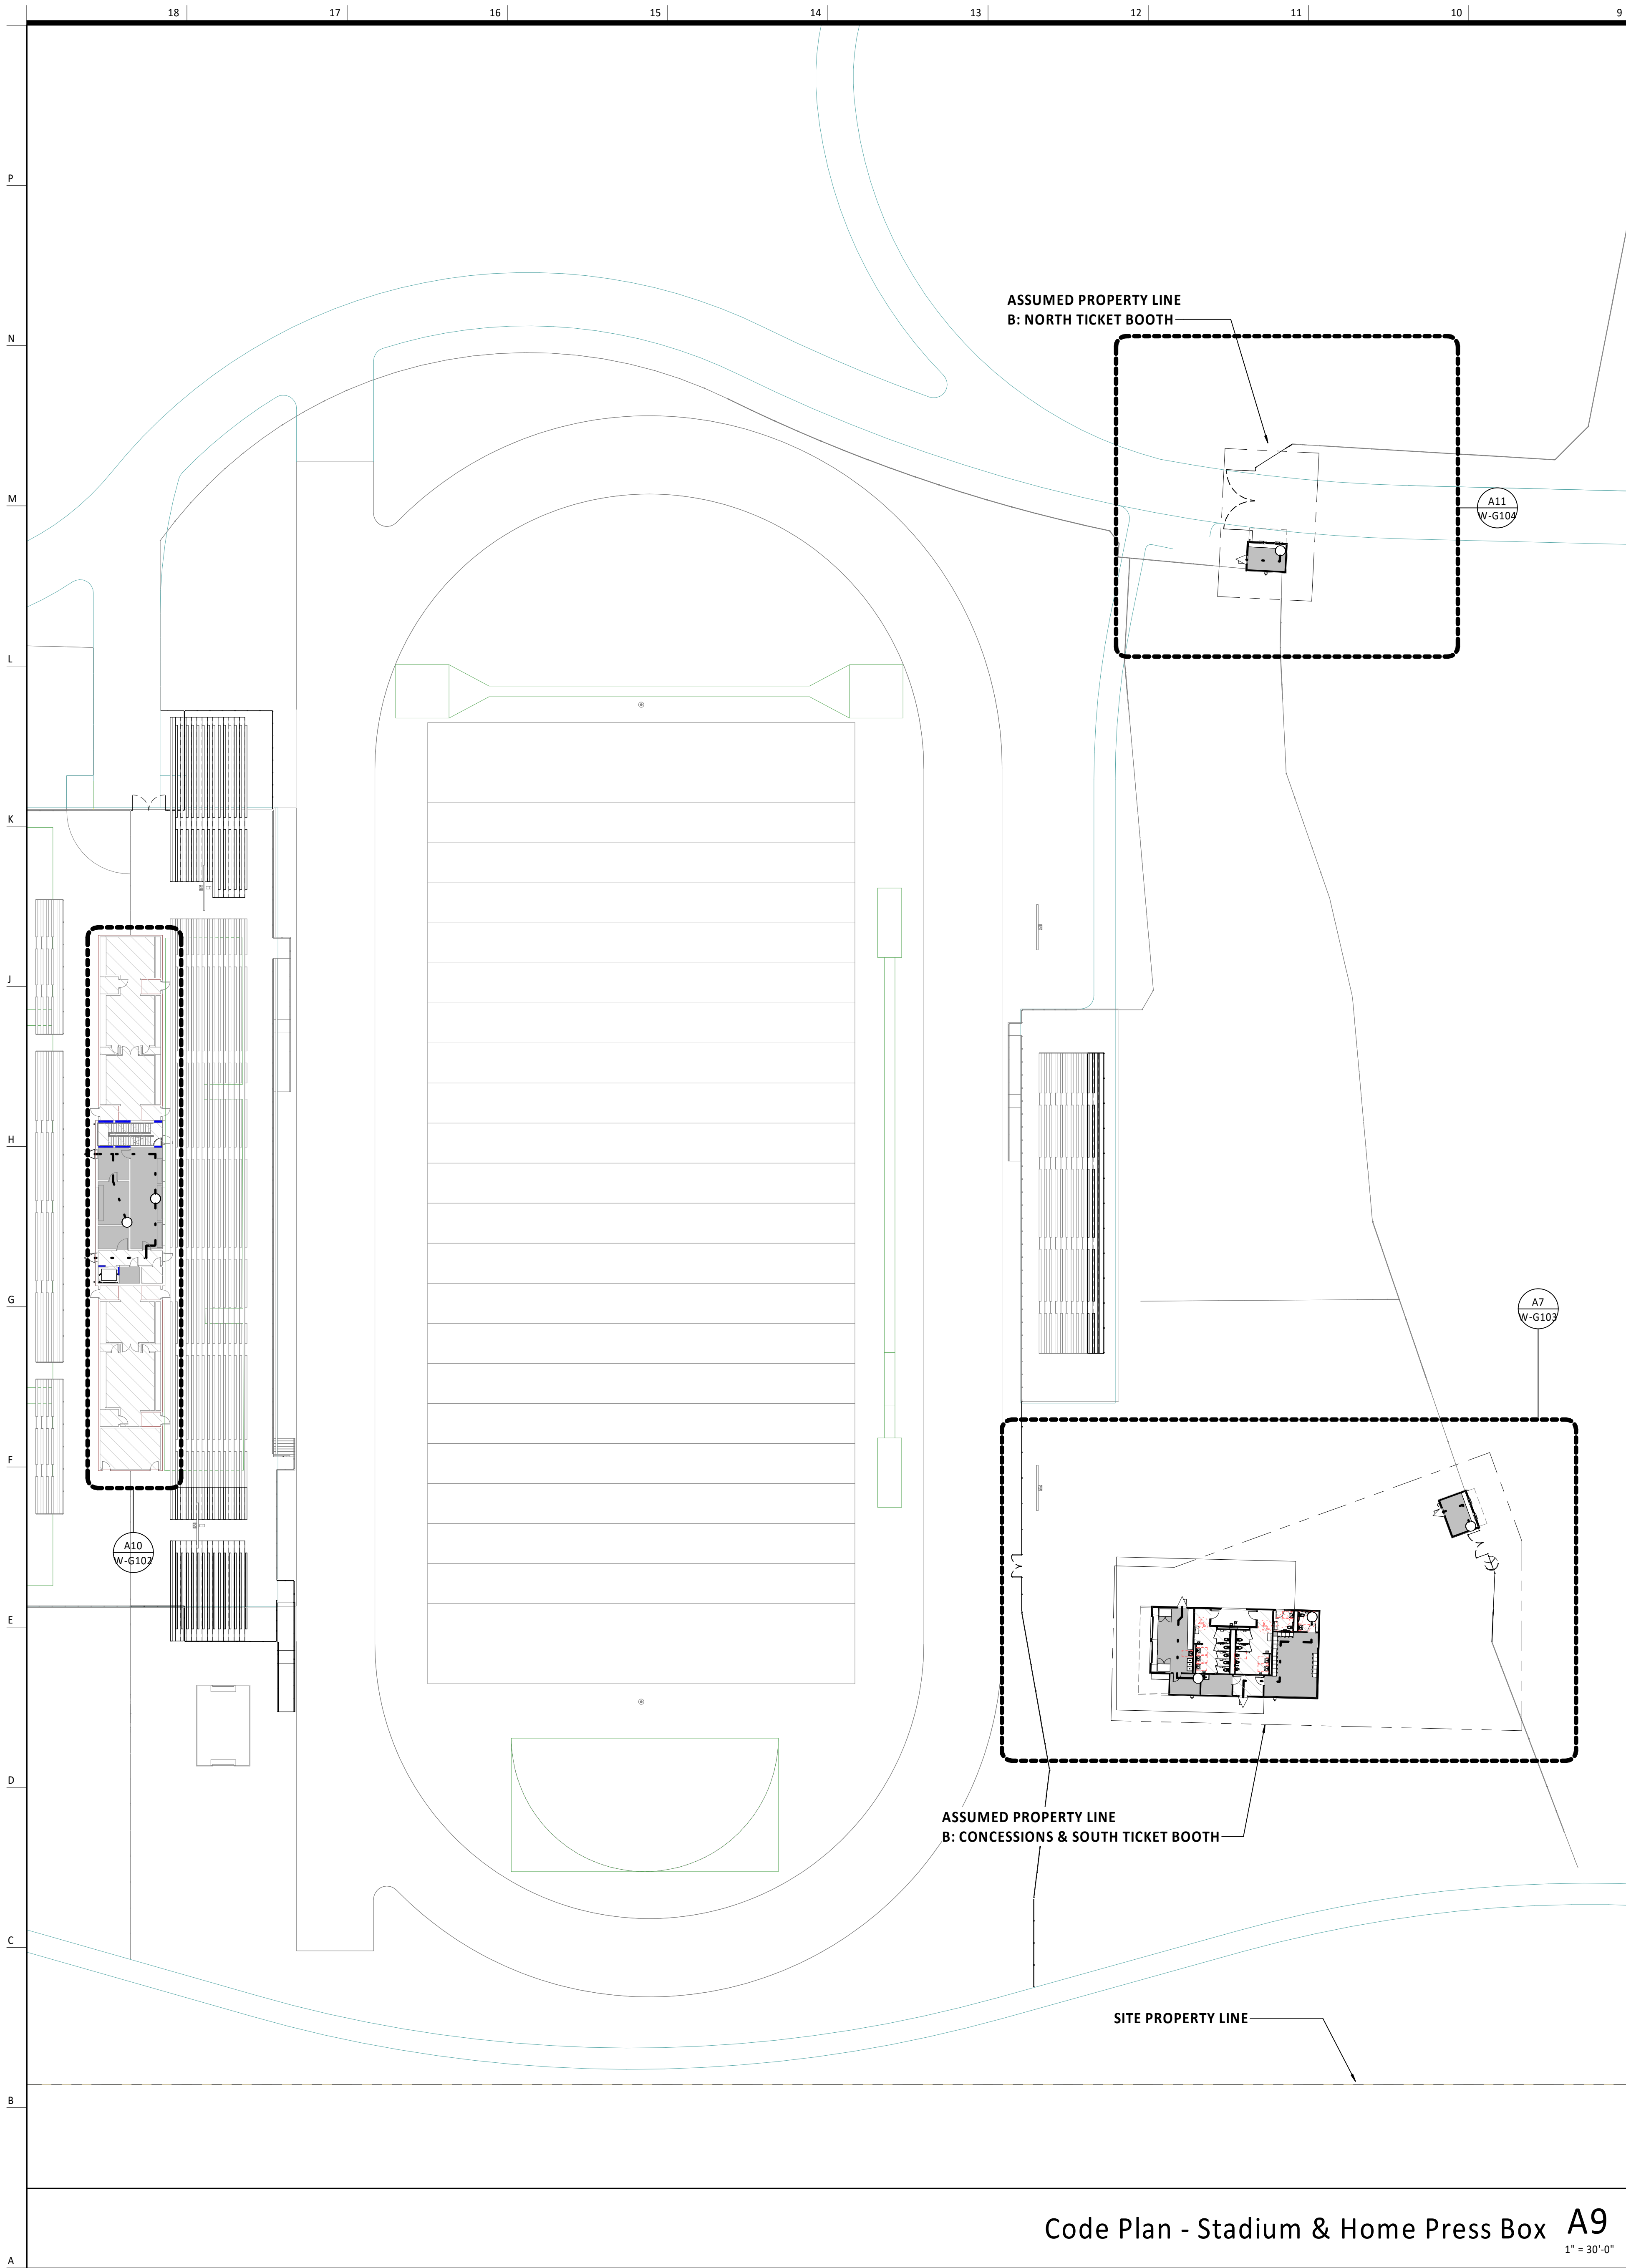 18 17 16 15 14 13 12 11 10 9
P
ASSUMED PROPERTY LINE
B: NORTH TICKET BOOTH
N
M
A11
W-G104
L
K
J
H
G
A7
W-G103
F
A10
W-G102
E
D
ASSUMED PROPERTY LINE
B: CONCESSIONS & SOUTH TICKET BOOTH
C
SITE PROPERTY LINE
B
Code Plan - Stadium & Home Press Box A9
1" = 30'-0"
A